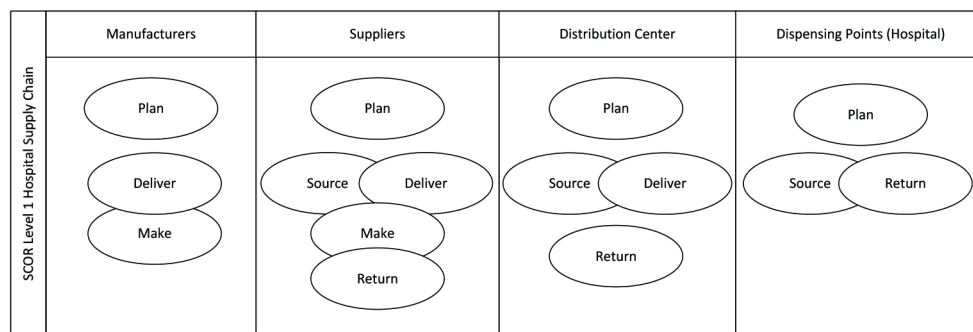 SCOR Level 1 Hospital Supply Chain
Manufacturers
Suppliers
Distribution Center
Dispensing Points (Hospital)
Plan
Deliver
Make
Plan
Source
Deliver
Make
Return
Plan
Source
Deliver
Return
Plan
Source
Return